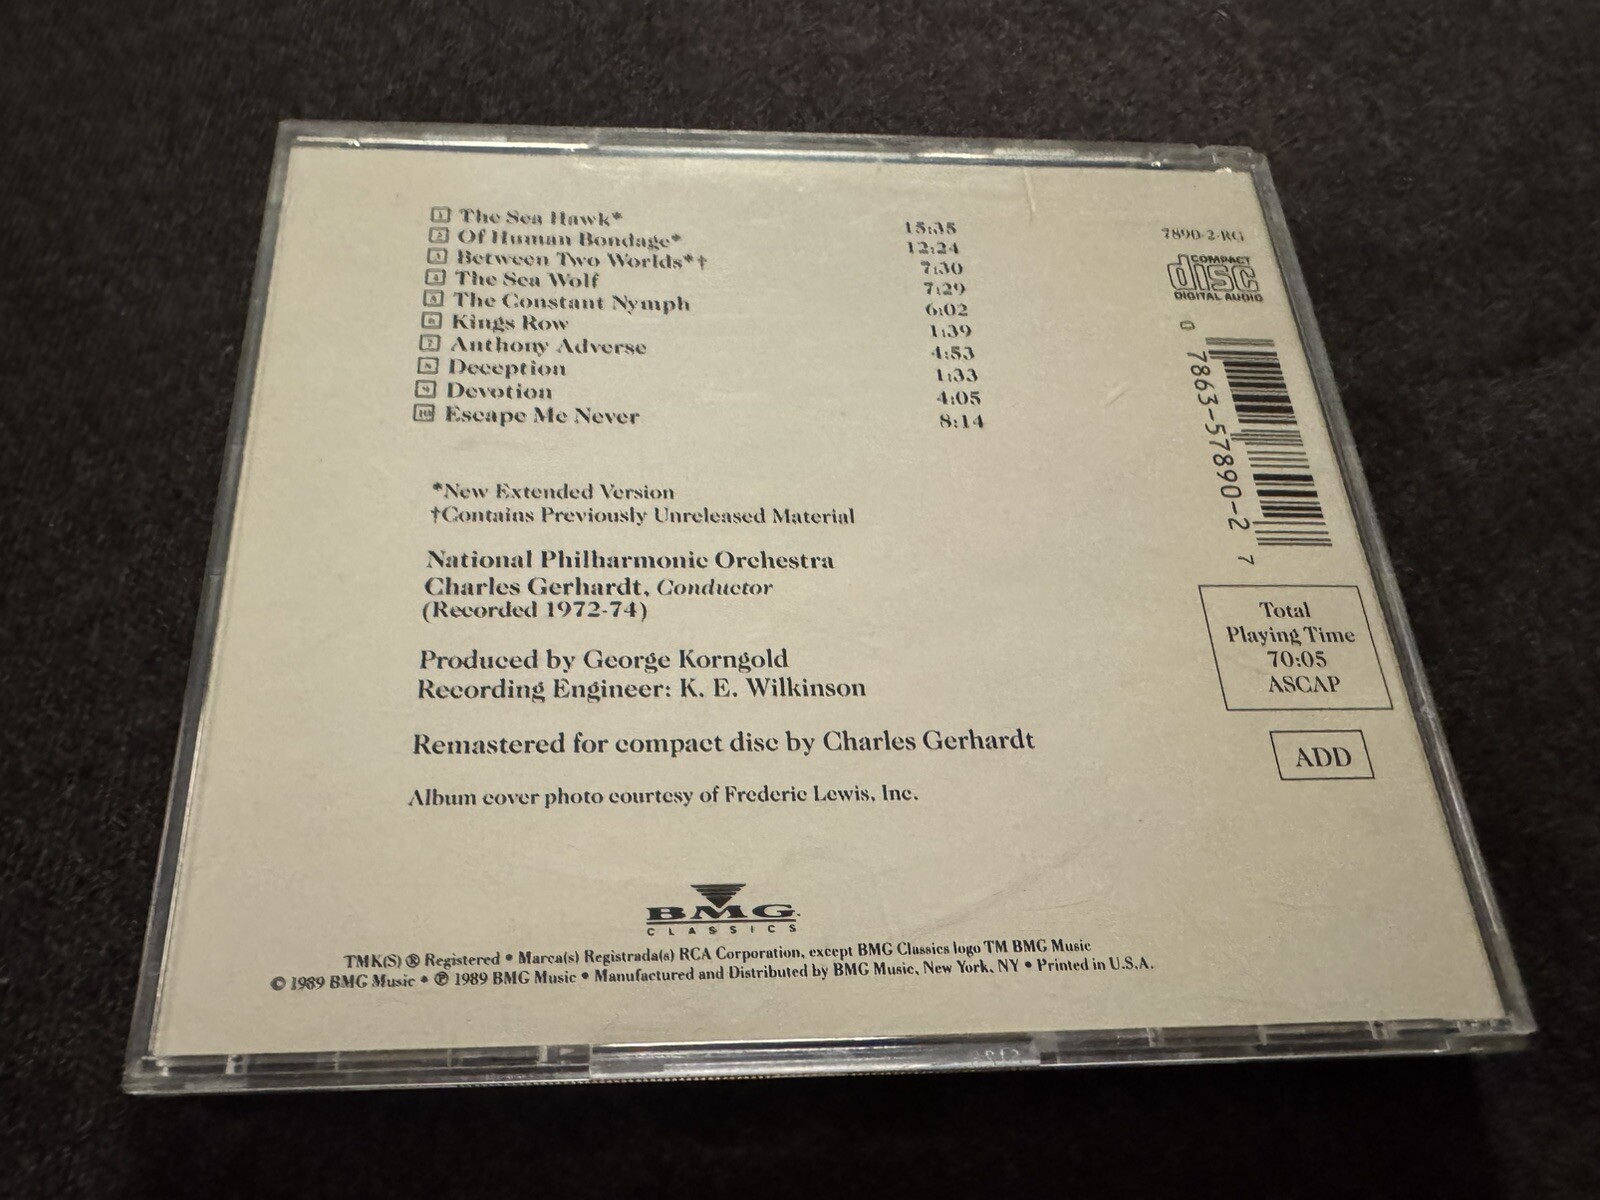 1 The Sea Hawk* 15:35
2 Of Human Bondage* 12:24
3 Between Two Worlds*† 7:30
4 The Sea Wolf 7:29
5 The Constant Nymph 6:02
6 Kings Row 1:39
7 Anthony Adverse 4:53
8 Deception 1:33
9 Devotion 4:05
10 Escape Me Never 8:14
*New Extended Version
†Contains Previously Unreleased Material
National Philharmonic Orchestra
Charles Gerhardt, Conductor
(Recorded 1972-74)
Produced by George Korngold
Recording Engineer: K. E. Wilkinson
Remastered for compact disc by Charles Gerhardt
Album cover photo courtesy of Frederic Lewis, Inc.
7890-2-RG
COMPACT
disc
DIGITAL AUDIO
0 7863-57890-2 7
Total
Playing Time
70:05
ASCAP
ADD
BMG
CLASSICS
TMK(S) ® Registered • Marca(s) Registrada(s) RCA Corporation, except BMG Classics logo TM BMG Music
© 1989 BMG Music • ℗ 1989 BMG Music • Manufactured and Distributed by BMG Music, New York, NY • Printed in U.S.A.